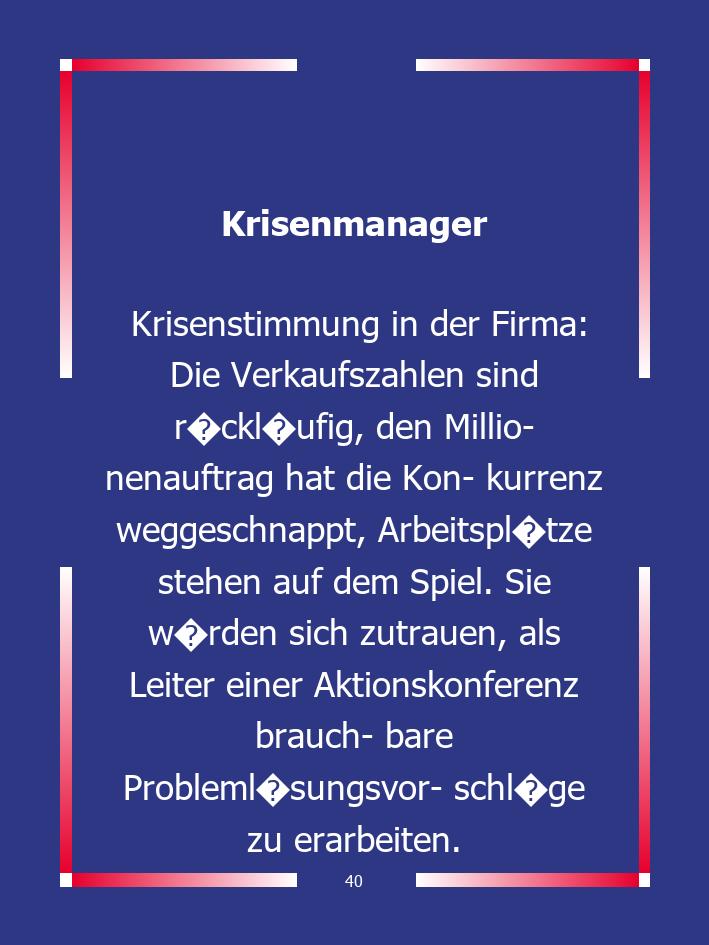 Krisenmanager
Krisenstimmung in der Firma:
Die Verkaufszahlen sind
r�ckl�ufig, den Millio-
nenauftrag hat die Kon- kurrenz
weggeschnappt, Arbeitspl�tze
stehen auf dem Spiel. Sie
w�rden sich zutrauen, als
Leiter einer Aktionskonferenz
brauch- bare
Probleml�sungsvor- schl�ge
zu erarbeiten.
40